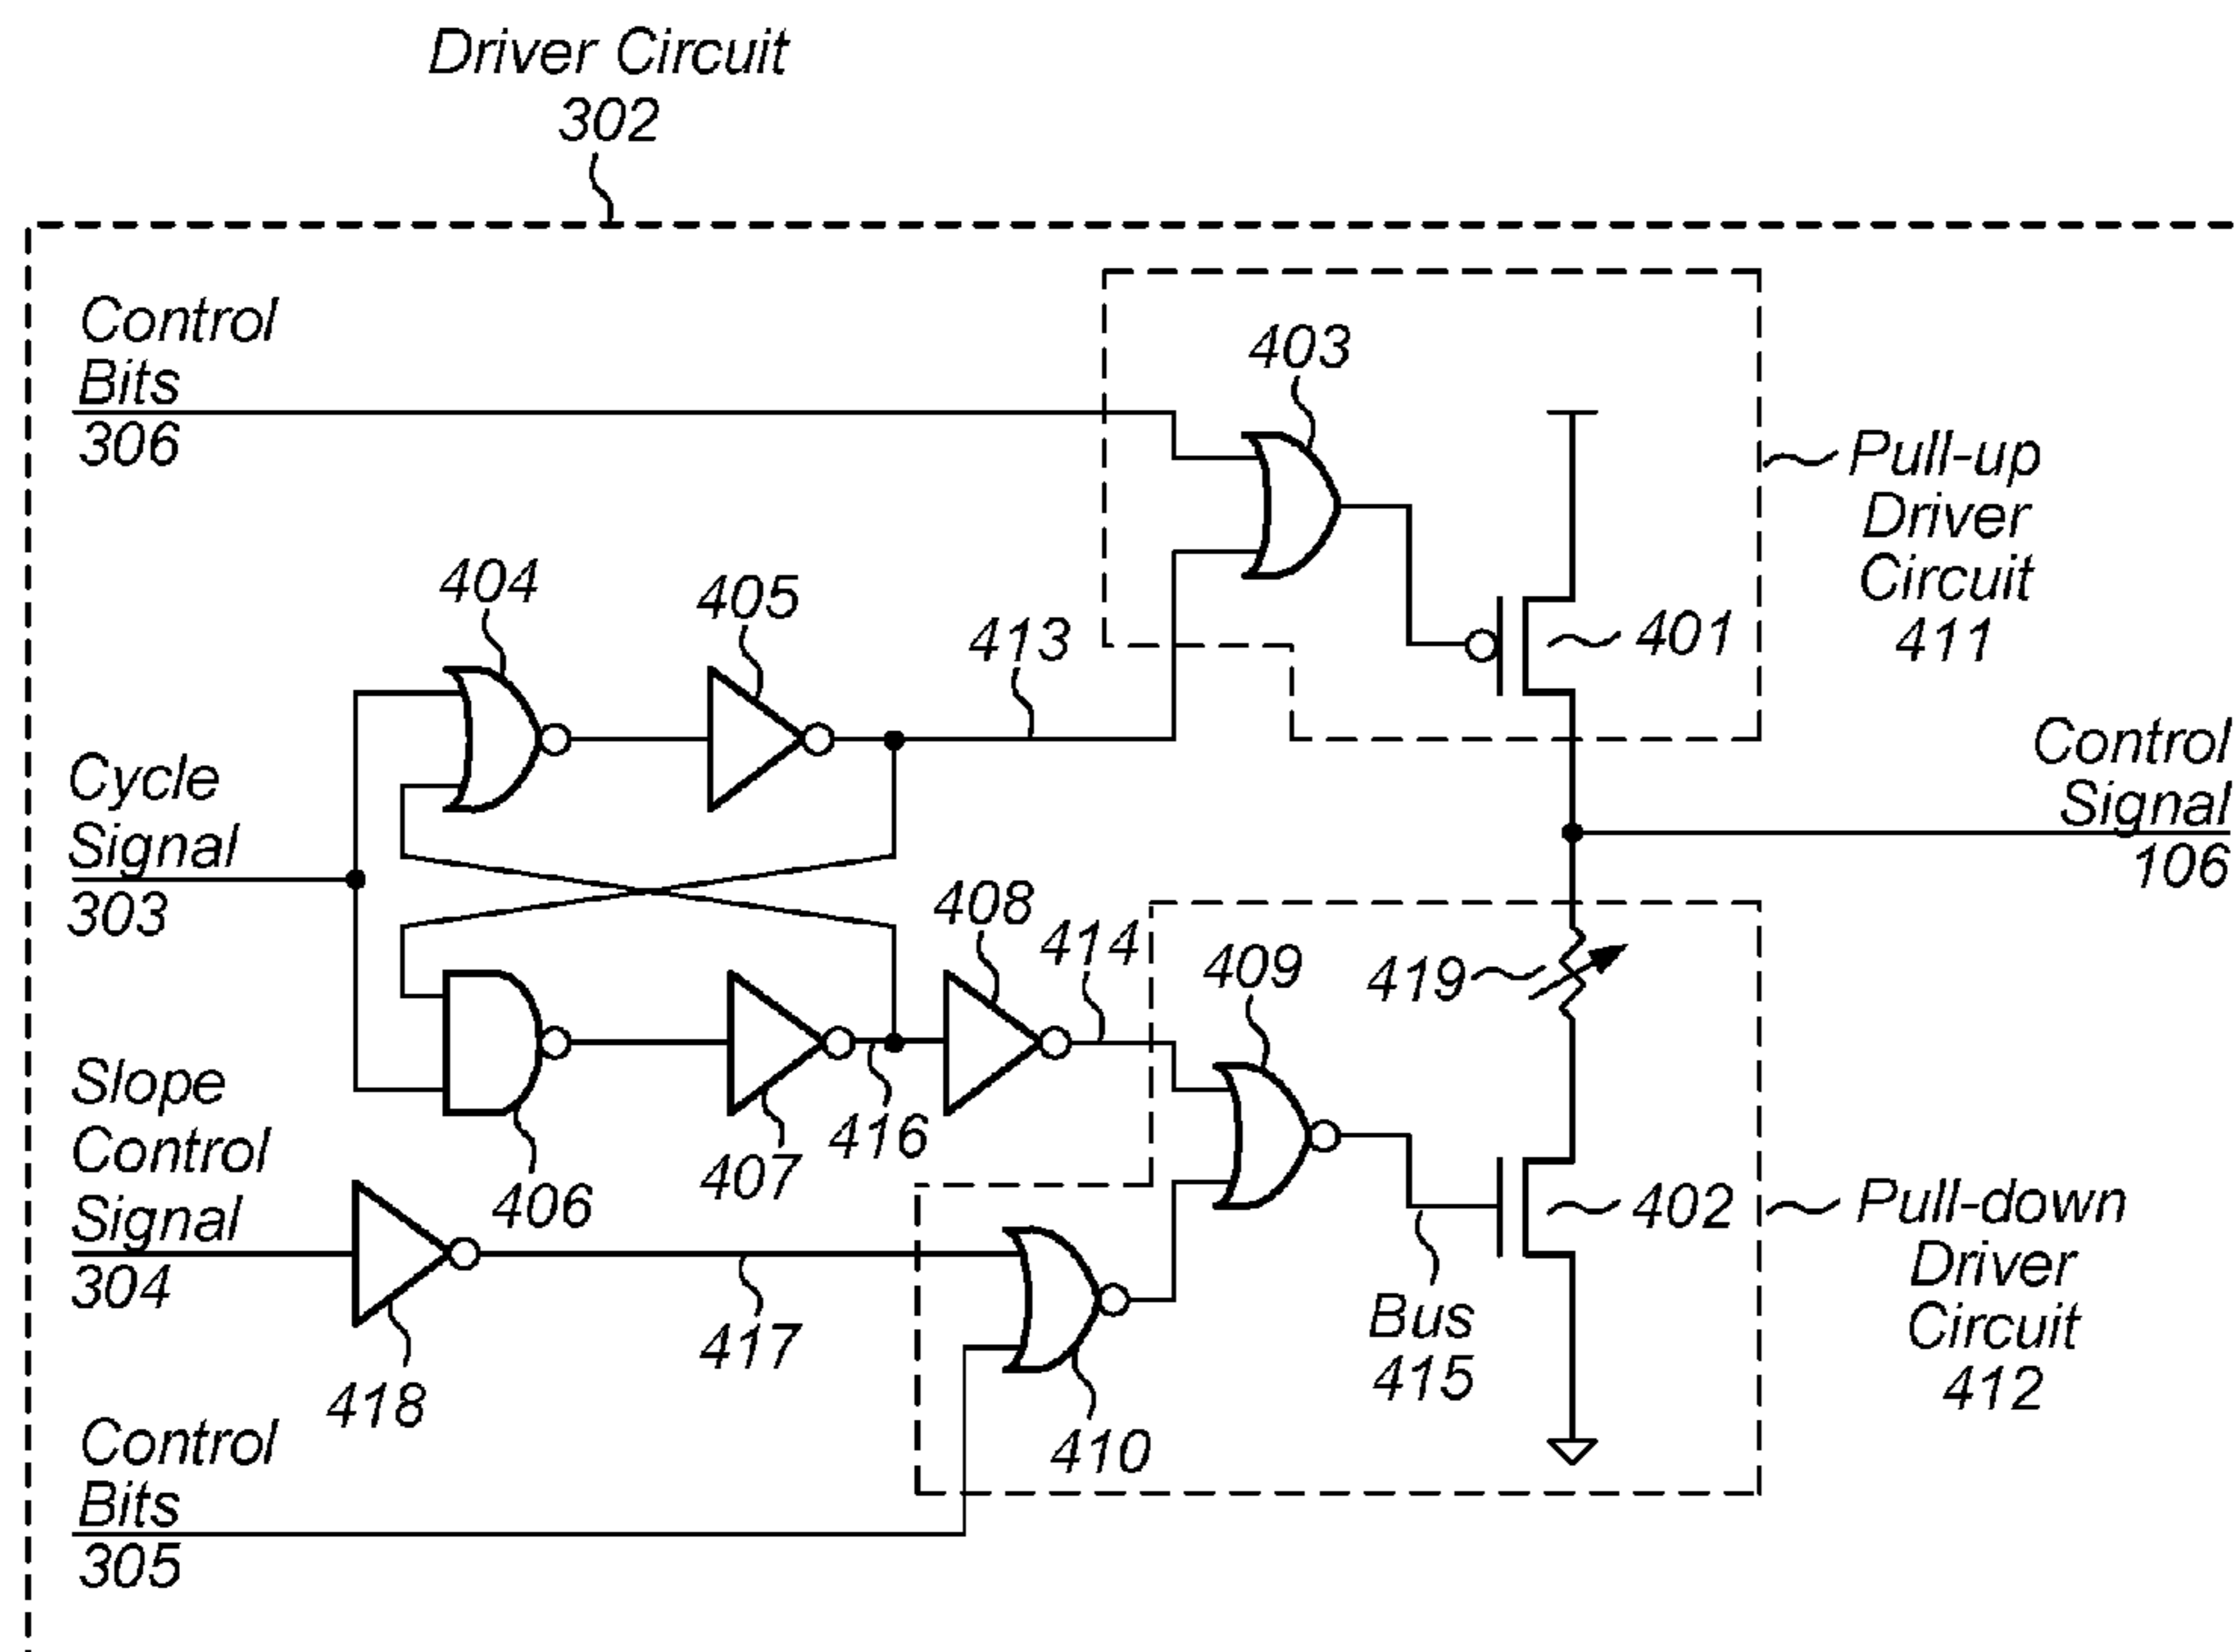 Driver Circuit
302
Control
Bits
306
403
Pull-up
Driver
Circuit
411
401
404
405
413
Cycle
Signal
303
Control
Signal
106
408
414
409
419
Slope
Control
Signal
304
416
407
406
402
Pull-down
Driver
Circuit
412
Bus
415
417
418
410
Control
Bits
305